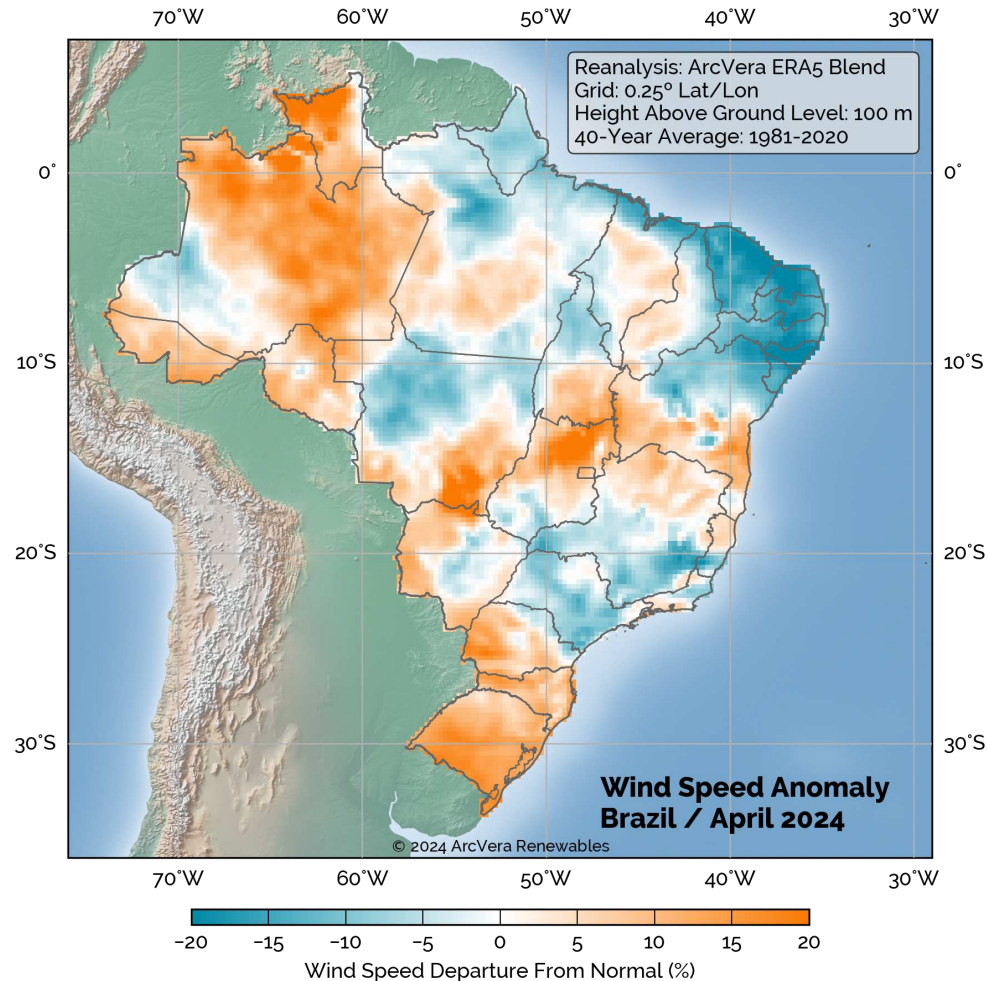 70°W 60°W 50°W 40°W 30°W
Reanalysis: ArcVera ERA5 Blend
Grid: 0.25º Lat/Lon
Height Above Ground Level: 100 m
40-Year Average: 1981-2020
0° 0°
10°S 10°S
20°S 20°S
30°S 30°S
Wind Speed Anomaly
Brazil / April 2024
© 2024 ArcVera Renewables
70°W 60°W 50°W 40°W 30°W
−20 −15 −10 −5 0 5 10 15 20
Wind Speed Departure From Normal (%)